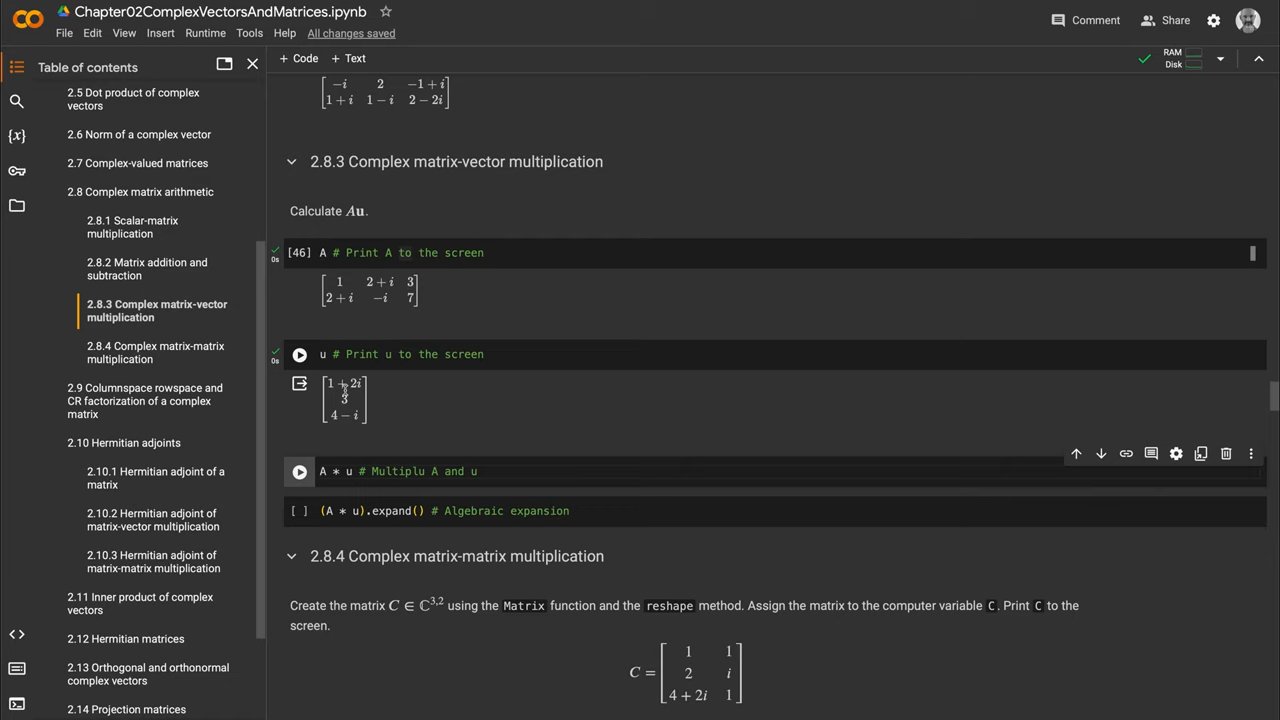 Chapter02ComplexVectorsAndMatrices.ipynb
File Edit View Insert Runtime Tools Help All changes saved
Comment Share
Table of contents
+ Code + Text
RAM
Disk
2.5 Dot product of complex
vectors
2.6 Norm of a complex vector
2.7 Complex-valued matrices
2.8 Complex matrix arithmetic
2.8.1 Scalar-matrix
multiplication
2.8.2 Matrix addition and
subtraction
2.8.3 Complex matrix-vector
multiplication
2.8.4 Complex matrix-matrix
multiplication
2.9 Columnspace rowspace and
CR factorization of a complex
matrix
2.10 Hermitian adjoints
2.10.1 Hermitian adjoint of a
matrix
2.10.2 Hermitian adjoint of
matrix-vector multiplication
2.10.3 Hermitian adjoint of
matrix-matrix multiplication
2.11 Inner product of complex
vectors
2.12 Hermitian matrices
2.13 Orthogonal and orthonormal
complex vectors
2.14 Projection matrices
{x}
−i 2 −1 + i
1 + i 1 − i 2 − 2i
2.8.3 Complex matrix-vector multiplication
Calculate Au.
[46] A # Print A to the screen
0s
1 2 + i 3
2 + i −i 7
u # Print u to the screen
0s
1 + 2i
3
4 − i
A * u # Multiplu A and u
[ ] (A * u).expand() # Algebraic expansion
2.8.4 Complex matrix-matrix multiplication
Create the matrix C ∈ ℂ³,² using the Matrix function and the reshape method. Assign the matrix to the computer variable C. Print C to the
screen.
C =
1 1
2 i
4 + 2i 1